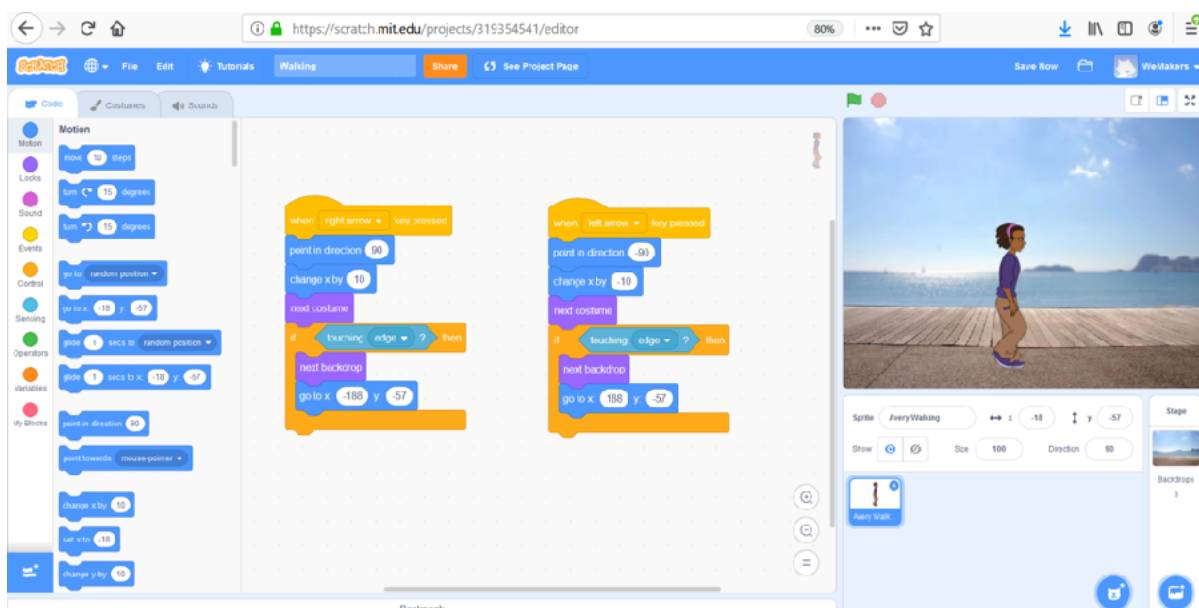 https://scratch.mit.edu/projects/319354541/editor
80%
SCRATCH
File
Edit
Tutorials
Walking
Share
See Project Page
Save Now
WeMakers
Code
Costumes
Sounds
Motion
Looks
Sound
Events
Control
Sensing
Operators
Variables
My Blocks
Motion
move 10 steps
turn 15 degrees
turn 15 degrees
go to random position
go to x: -18 y: -57
glide 1 secs to random position
glide 1 secs to x: -18 y: -57
point in direction 90
point towards mouse-pointer
change x by 10
set x to -18
change y by 10
when right arrow key pressed
point in direction 90
change x by 10
next costume
if touching edge ? then
next backdrop
go to x: -188 y: -57
when left arrow key pressed
point in direction -90
change x by -10
next costume
if touching edge ? then
next backdrop
go to x: 188 y: -57
Sprite AveryWalking x -18 y -57
Show Size 100 Direction 90
Avery Walk...
Stage
Backdrops
3
Backpack